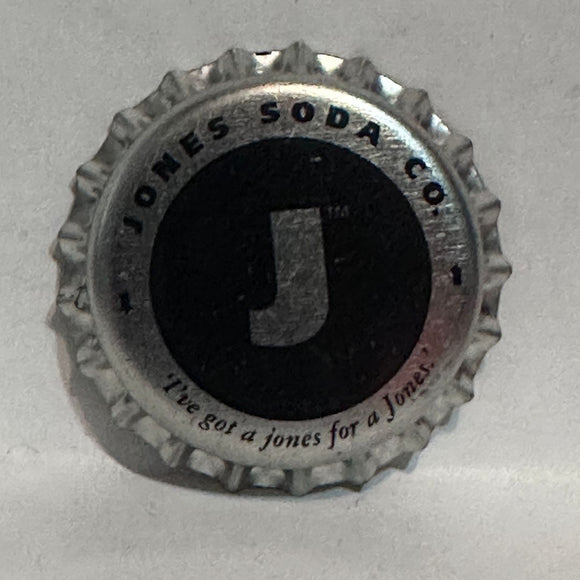 JONES SODA CO.
J™
'I've got a jones for a Jones.'